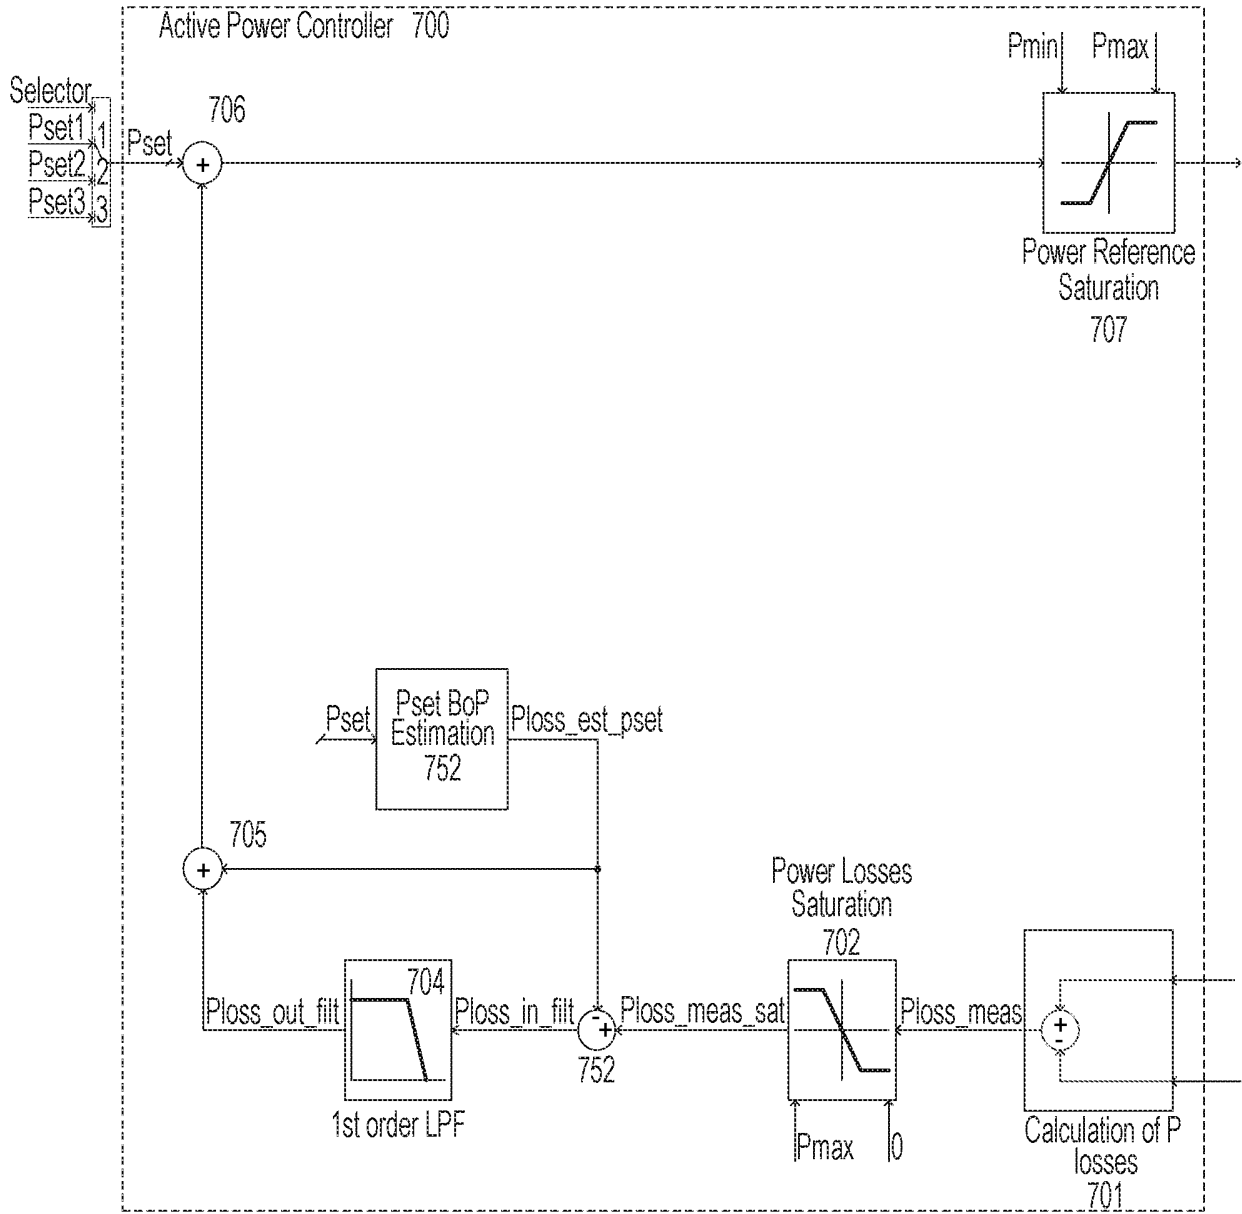 Active Power Controller 700
Pmin
Pmax
Selector
Pset1
Pset2
Pset3
1
2
3
Pset
706
+
Power Reference
Saturation
707
Pset
Pset BoP
Estimation
752
Ploss_est_pset
705
+
Power Losses
Saturation
702
704
Ploss_out_filt
Ploss_in_filt
-
+
752
Ploss_meas_sat
Ploss_meas
+
-
1st order LPF
Pmax
0
Calculation of P
losses
701